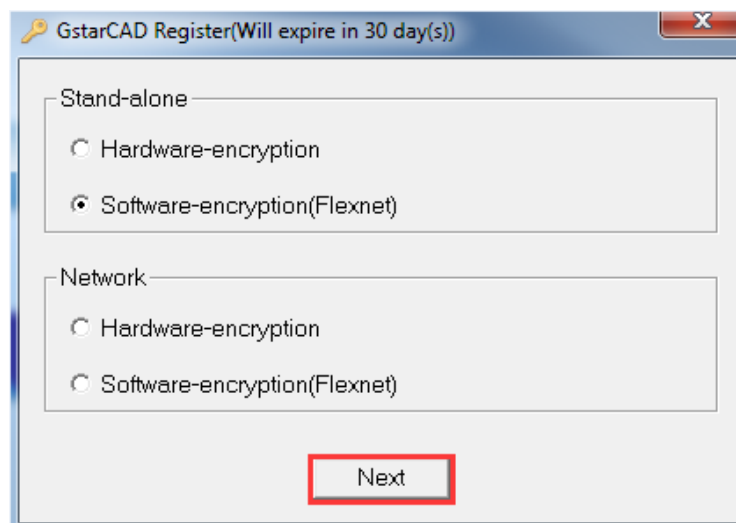 GstarCAD Register(Will expire in 30 day(s))
Stand-alone
Hardware-encryption
Software-encryption(Flexnet)
Network
Hardware-encryption
Software-encryption(Flexnet)
Next